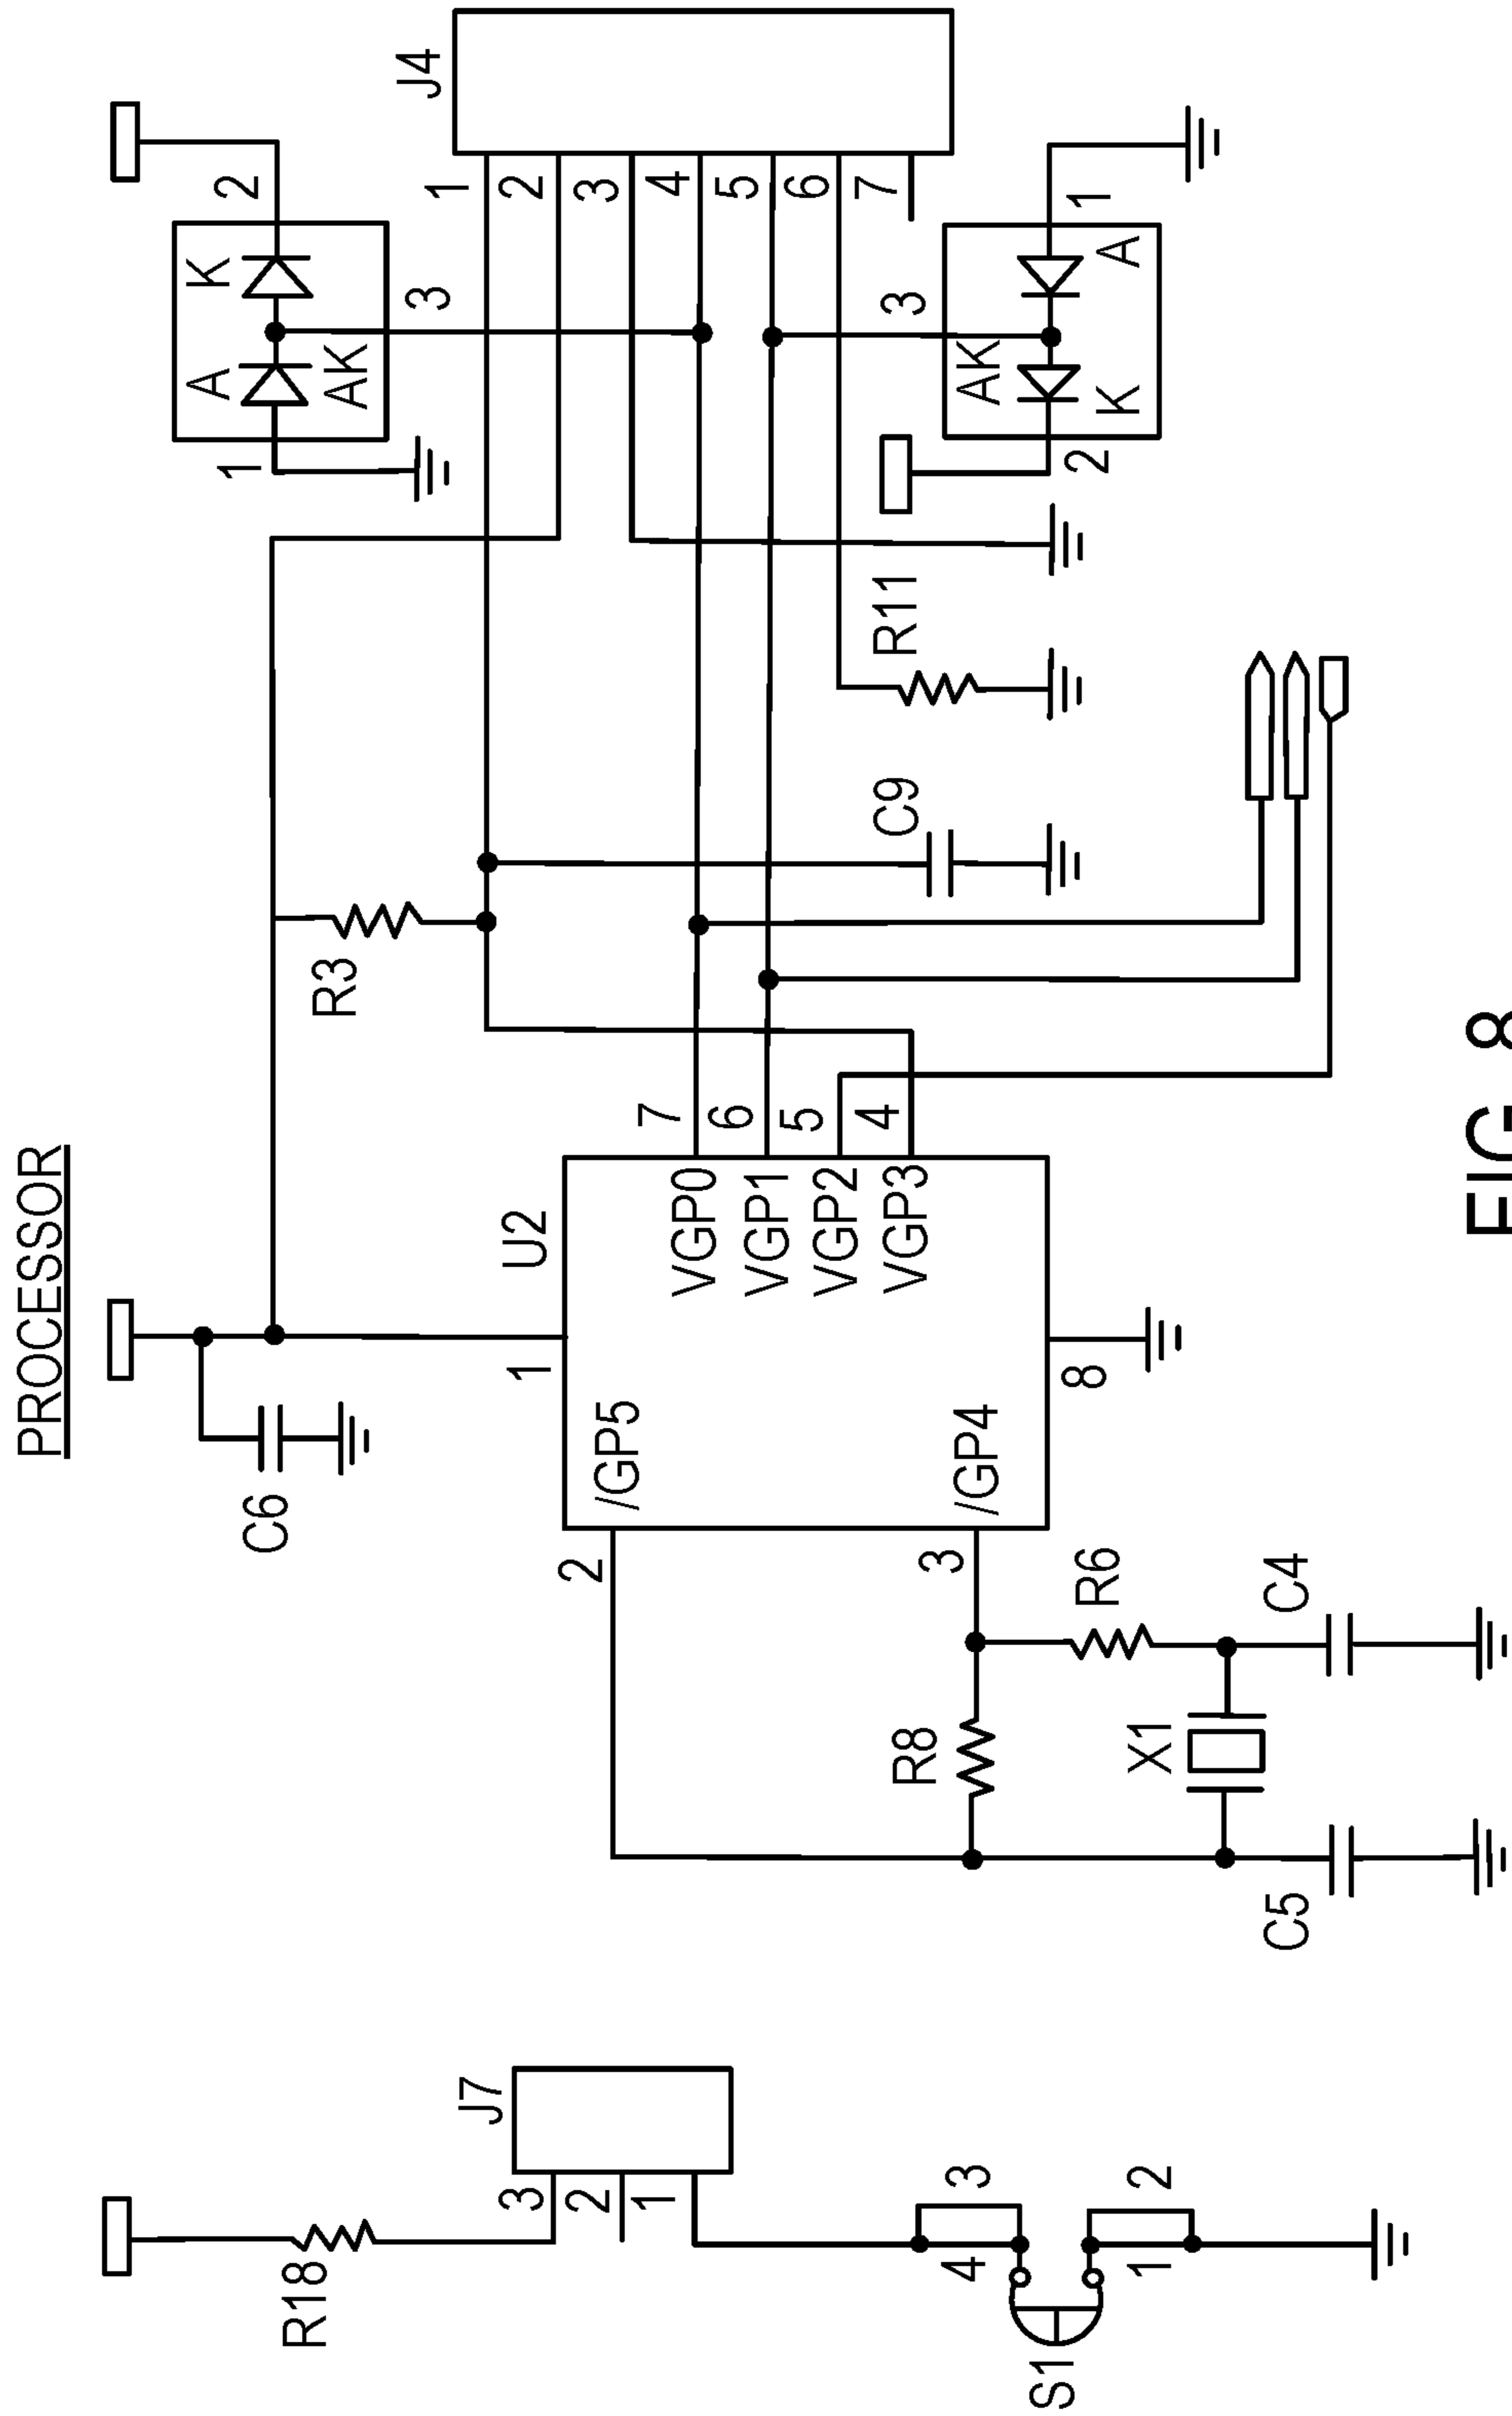 PROCESSOR
R18
J7
3
2
1
4
3
1
2
S1
C6
U2
1
/GP5
2
/GP4
3
8
VGP0
7
VGP1
6
VGP2
5
VGP3
4
R8
R6
X1
C5
C4
R3
C9
R11
A
K
AK
1
2
3
J4
1
2
3
4
5
6
7
AK
K
A
3
2
1
FIG. 8